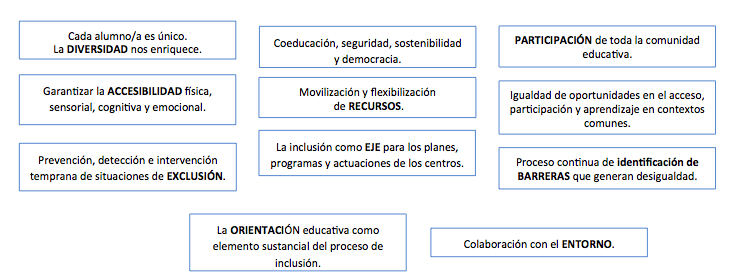 Cada alumno/a es único.
La DIVERSIDAD nos enriquece.
Coeducación, seguridad, sostenibilidad
y democracia.
PARTICIPACIÓN de toda la comunidad
educativa.
Garantizar la ACCESIBILIDAD física,
sensorial, cognitiva y emocional.
Movilización y flexibilización
de RECURSOS.
Igualdad de oportunidades en el acceso,
participación y aprendizaje en contextos
comunes.
Prevención, detección e intervención
temprana de situaciones de EXCLUSIÓN.
La inclusión como EJE para los planes,
programas y actuaciones de los centros.
Proceso continua de identificación de
BARRERAS que generan desigualdad.
La ORIENTACIÓN educativa como
elemento sustancial del proceso de
inclusión.
Colaboración con el ENTORNO.